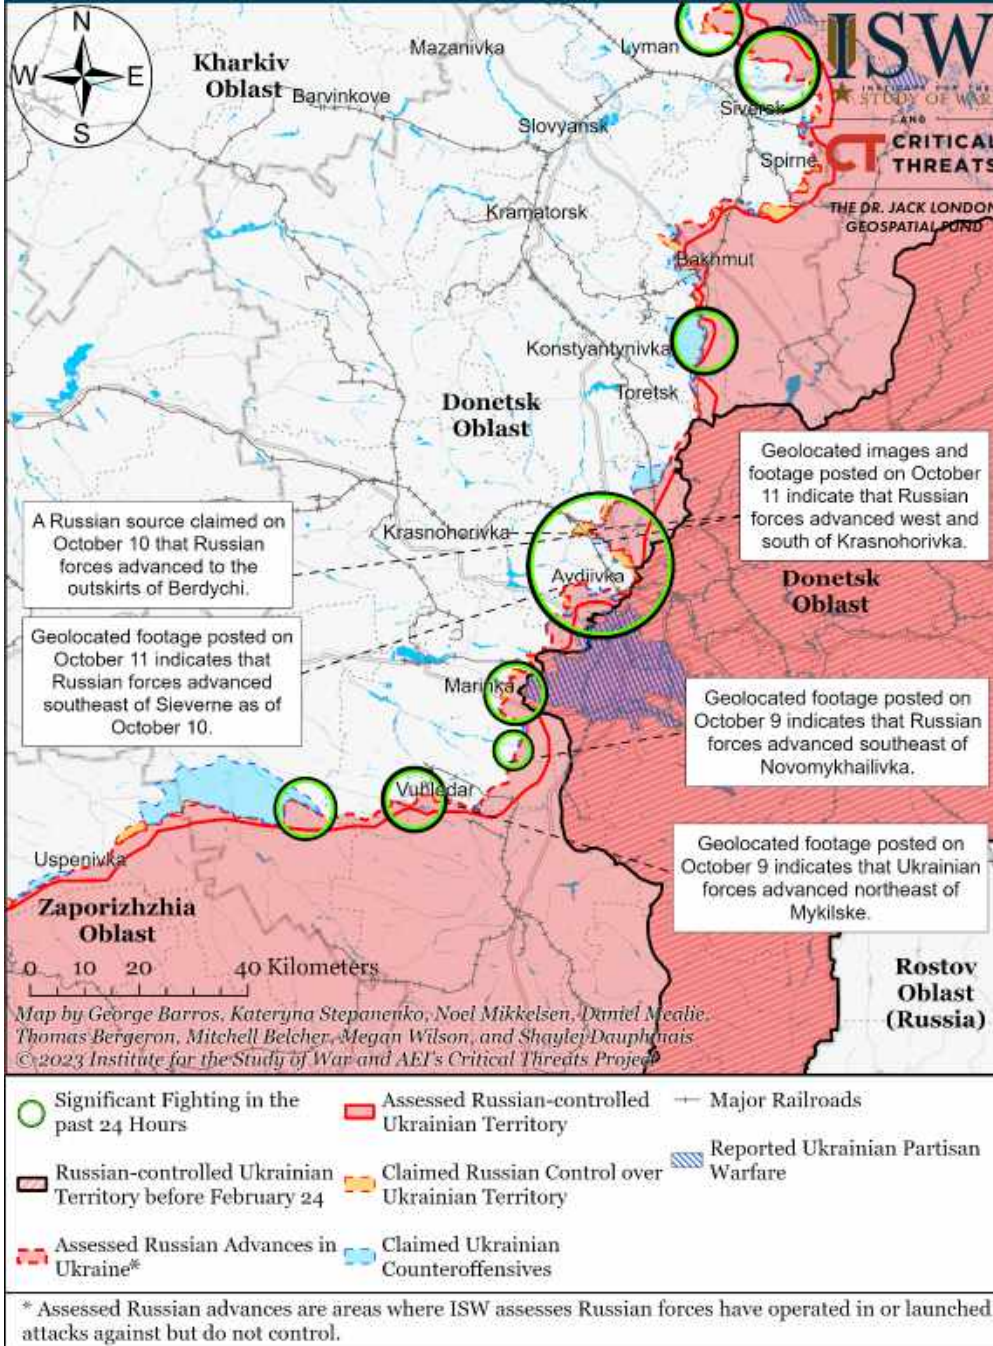 N
W
E
S
Kharkiv
Oblast
Mazanivka
Lyman
Barvinkove
ISW
INSTITUTE FOR THE
STUDY OF WAR
AND
CT CRITICAL
THREATS
THE DR. JACK LONDON
GEOSPATIAL FUND
Slovyansk
Siversk
Spirne
Kramatorsk
Bakhmut
Konstyantynivka
Toretsk
Donetsk
Oblast
Geolocated images and
footage posted on October
11 indicate that Russian
forces advanced west and
south of Krasnohorivka.
A Russian source claimed on
October 10 that Russian
forces advanced to the
outskirts of Berdychi.
Krasnohorivka
Avdiivka
Donetsk
Oblast
Geolocated footage posted on
October 11 indicates that
Russian forces advanced
southeast of Sieverne as of
October 10.
Marinka
Geolocated footage posted on
October 9 indicates that Russian
forces advanced southeast of
Novomykhailivka.
Vuhledar
Geolocated footage posted on
October 9 indicates that Ukrainian
forces advanced northeast of
Mykilske.
Uspenivka
Zaporizhzhia
Oblast
Rostov
Oblast
(Russia)
0 10 20 40 Kilometers
Map by George Barros, Kateryna Stepanenko, Noel Mikkelsen, Daniel Mealie,
Thomas Bergeron, Mitchell Belcher, Megan Wilson, and Shaylei Dauphinais
© 2023 Institute for the Study of War and AEI's Critical Threats Project
Significant Fighting in the
past 24 Hours
Russian-controlled Ukrainian
Territory before February 24
Assessed Russian Advances in
Ukraine*
Assessed Russian-controlled
Ukrainian Territory
Claimed Russian Control over
Ukrainian Territory
Claimed Ukrainian
Counteroffensives
Major Railroads
Reported Ukrainian Partisan
Warfare
* Assessed Russian advances are areas where ISW assesses Russian forces have operated in or launched
attacks against but do not control.